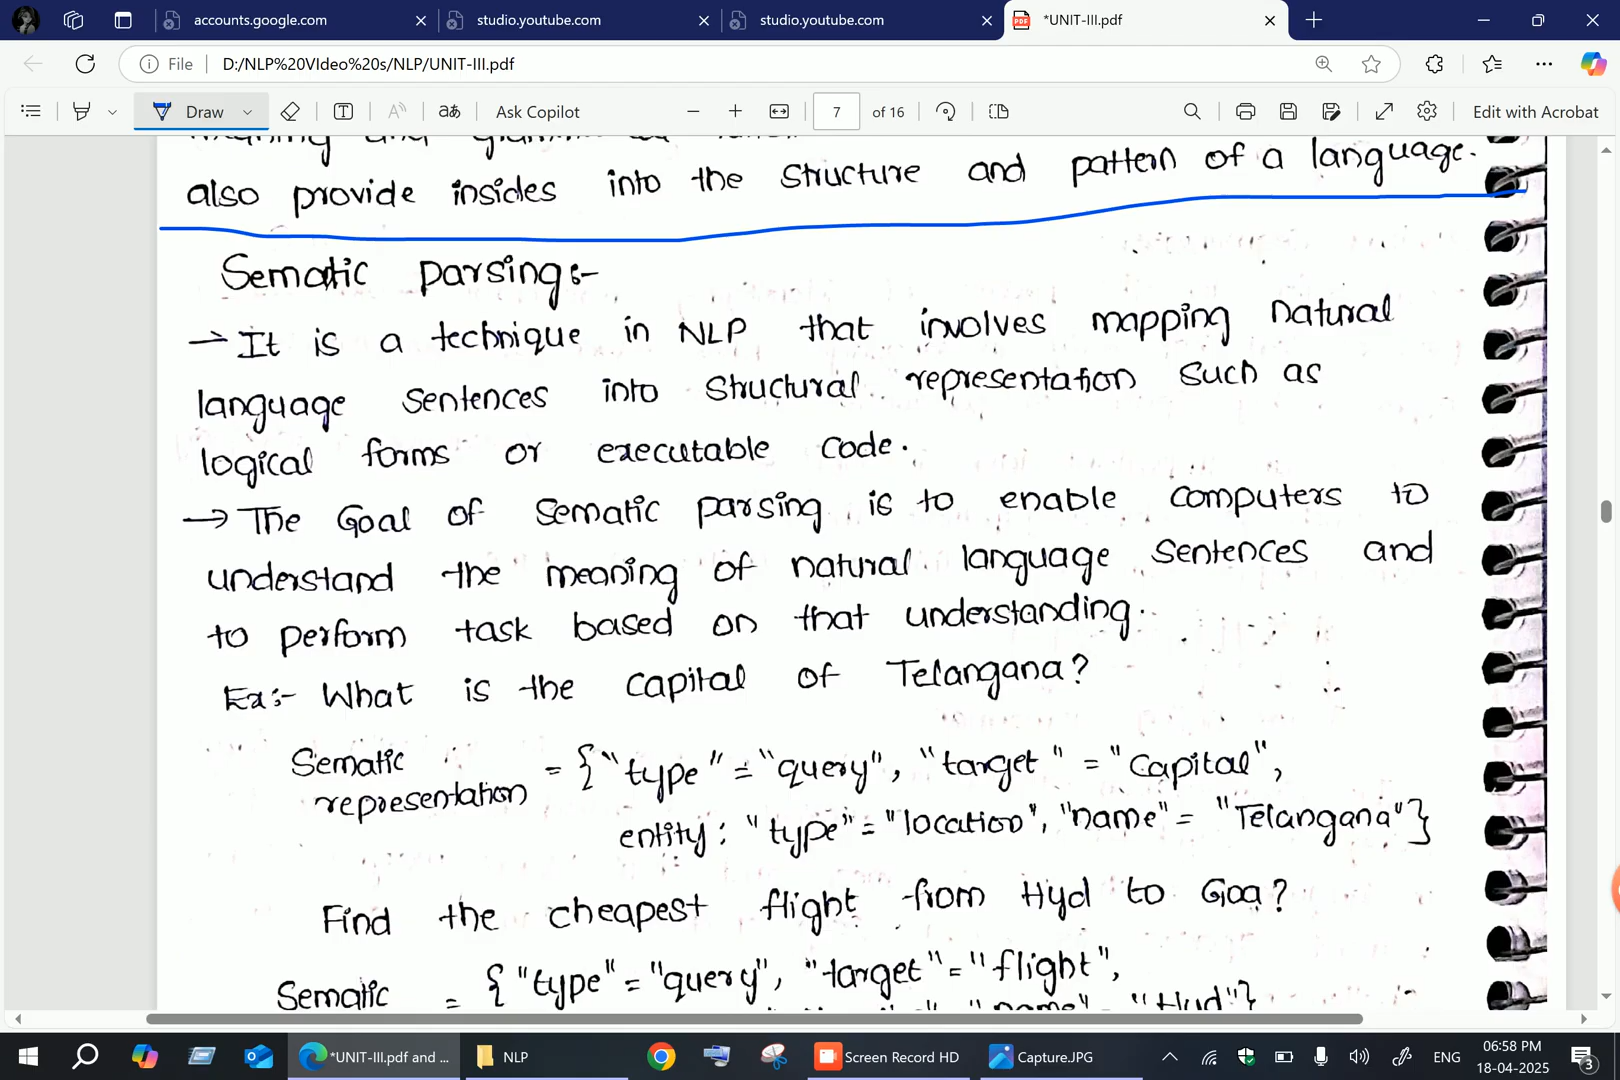 accounts.google.com
studio.youtube.com
studio.youtube.com
*UNIT-III.pdf
File
D:/NLP%20VIdeo%20s/NLP/UNIT-III.pdf
Draw
Ask Copilot
7 of 16
Edit with Acrobat
meaning and
also provide insides into the structure and pattern of a language.
Sematic parsing:-
→ It is a technique in NLP that involves mapping natural
language sentences into structural representation such as
logical forms or executable code.
→ The Goal of sematic parsing is to enable computers to
understand the meaning of natural language sentences and
to perform task based on that understanding.
Ex:- What is the capital of Telangana?
Sematic representation = {"type" = "query", "target" = "capital",
entity: "type" = "location", "name" = "Telangana"}
Find the cheapest flight from Hyd to Goa?
Sematic = {"type" = "query", "target" = "flight",
"name" = "Hyd"}
*UNIT-III.pdf and ...
NLP
Screen Record HD
Capture.JPG
ENG
06:58 PM
18-04-2025
3